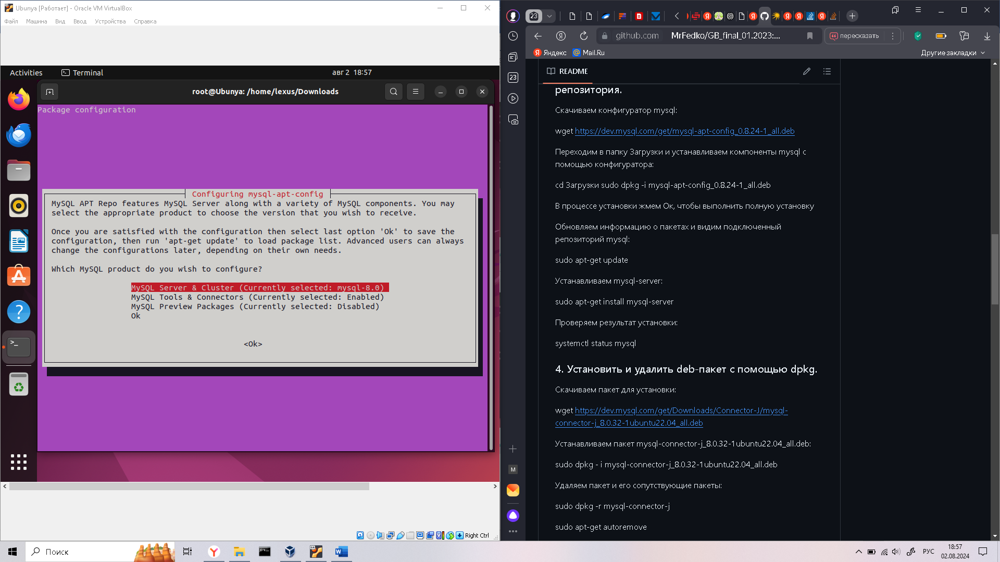 Ubunya [Работает] - Oracle VM VirtualBox
Файл Машина Вид Ввод Устройства Справка
Activities Terminal авг 2 18:57
root@Ubunya: /home/lexus/Downloads
Package configuration
Configuring mysql-apt-config
MySQL APT Repo features MySQL Server along with a variety of MySQL components. You may
select the appropriate product to choose the version that you wish to receive.
Once you are satisfied with the configuration then select last option 'Ok' to save the
configuration, then run 'apt-get update' to load package list. Advanced users can always
change the configurations later, depending on their own needs.
Which MySQL product do you wish to configure?
MySQL Server & Cluster (Currently selected: mysql-8.0)
MySQL Tools & Connectors (Currently selected: Enabled)
MySQL Preview Packages (Currently selected: Disabled)
Ok
<Ok>
Right Ctrl
23
github.com MrFedko/GB_final_01.2023:... пересказать
Яндекс Mail.Ru Другие закладки
23
M
README
репозитория.
Скачиваем конфигуратор mysql:
wget https://dev.mysql.com/get/mysql-apt-config_0.8.24-1_all.deb
Переходим в папку Загрузки и устанавливаем компоненты mysql с
помощью конфигуратора:
cd Загрузки sudo dpkg -i mysql-apt-config_0.8.24-1_all.deb
В процессе установки жмем Ок, чтобы выполнить полную установку
Обновляем информацию о пакетах и видим подключенный
репозиторий mysql:
sudo apt-get update
Устанавливаем mysql-server:
sudo apt-get install mysql-server
Проверяем результат установки:
systemctl status mysql
4. Установить и удалить deb-пакет с помощью dpkg.
Скачиваем пакет для установки:
wget https://dev.mysql.com/get/Downloads/Connector-J/mysql-
connector-j_8.0.32-1ubuntu22.04_all.deb
Устанавливаем пакет mysql-connector-j_8.0.32-1ubuntu22.04_all.deb:
sudo dpkg - i mysql-connector-j_8.0.32-1ubuntu22.04_all.deb
Удаляем пакет и его сопутствующие пакеты:
sudo dpkg -r mysql-connector-j
sudo apt-get autoremove
Поиск
РУС
18:57
02.08.2024